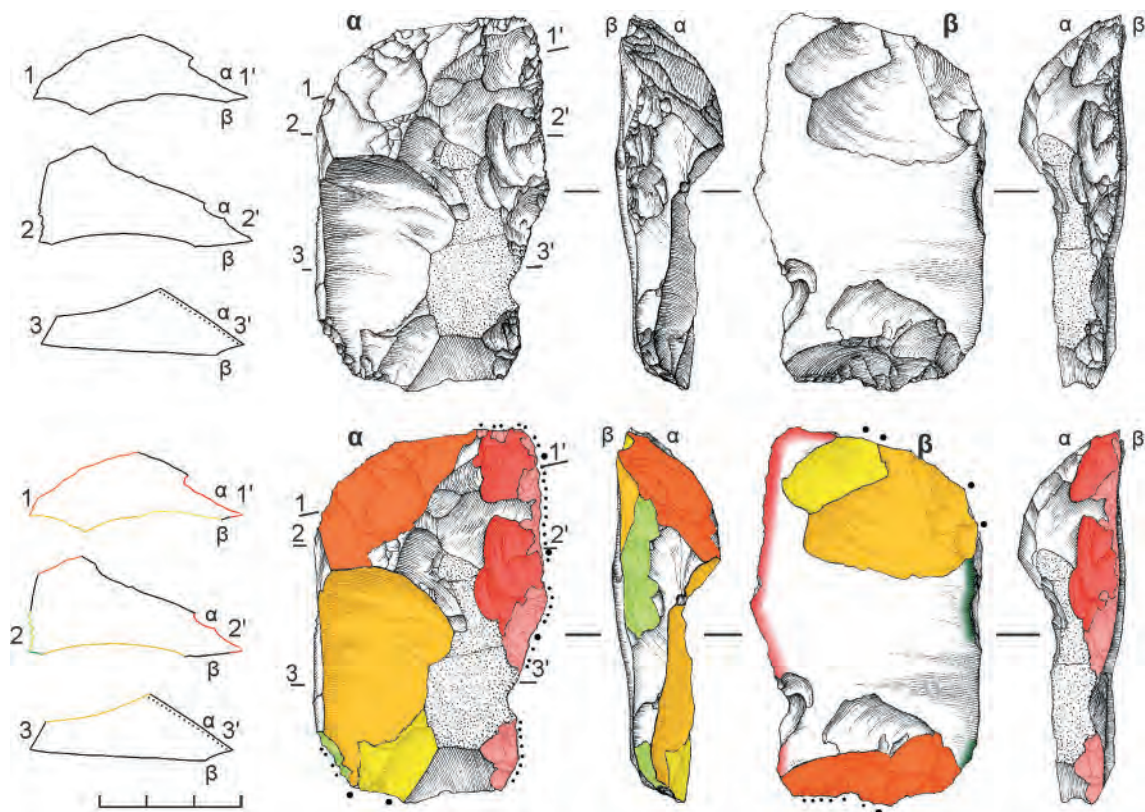 α β α β α β
1 α 1' β
1 1'
2 2'
2 α 2' β
3 3'
3 α 3' β
α β α β α β
1 α 1' β
1 1'
2 2'
2 α 2' β
3 3'
3 α 3' β